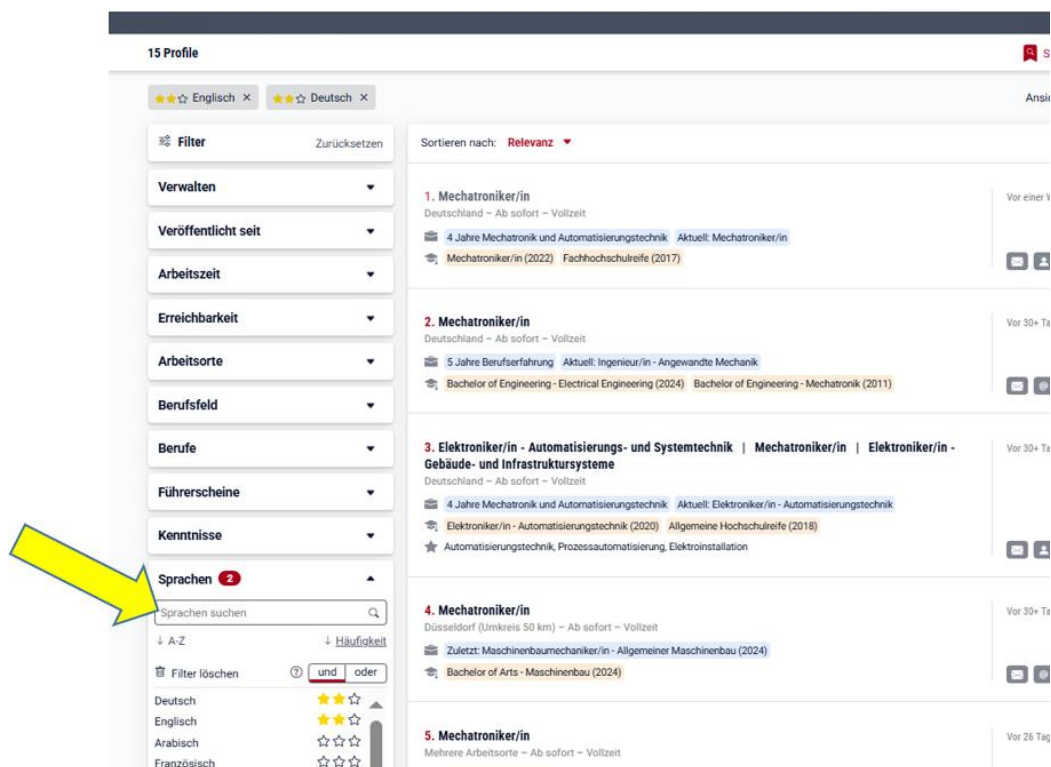 15 Profile
Englisch ×
Deutsch ×
Filter
Zurücksetzen
Verwalten
Veröffentlicht seit
Arbeitszeit
Erreichbarkeit
Arbeitsorte
Berufsfeld
Berufe
Führerscheine
Kenntnisse
Sprachen 2
Sprachen suchen
↓ A-Z
↓ Häufigkeit
Filter löschen
und oder
Deutsch
Englisch
Arabisch
Französisch
Sortieren nach: Relevanz
1. Mechatroniker/in
Deutschland – Ab sofort – Vollzeit
4 Jahre Mechatronik und Automatisierungstechnik Aktuell: Mechatroniker/in
Mechatroniker/in (2022) Fachhochschulreife (2017)
Vor einer
2. Mechatroniker/in
Deutschland – Ab sofort – Vollzeit
5 Jahre Berufserfahrung Aktuell: Ingenieur/in - Angewandte Mechanik
Bachelor of Engineering - Electrical Engineering (2024) Bachelor of Engineering - Mechatronik (2011)
Vor 30+
3. Elektroniker/in - Automatisierungs- und Systemtechnik | Mechatroniker/in | Elektroniker/in -
Gebäude- und Infrastruktursysteme
Deutschland – Ab sofort – Vollzeit
4 Jahre Mechatronik und Automatisierungstechnik Aktuell: Elektroniker/in - Automatisierungstechnik
Elektroniker/in - Automatisierungstechnik (2020) Allgemeine Hochschulreife (2018)
Automatisierungstechnik, Prozessautomatisierung, Elektroinstallation
Vor 30+
4. Mechatroniker/in
Düsseldorf (Umkreis 50 km) – Ab sofort – Vollzeit
Zuletzt: Maschinenbaumechaniker/in - Allgemeiner Maschinenbau (2024)
Bachelor of Arts - Maschinenbau (2024)
Vor 30+
5. Mechatroniker/in
Mehrere Arbeitsorte – Ab sofort – Vollzeit
Vor 26